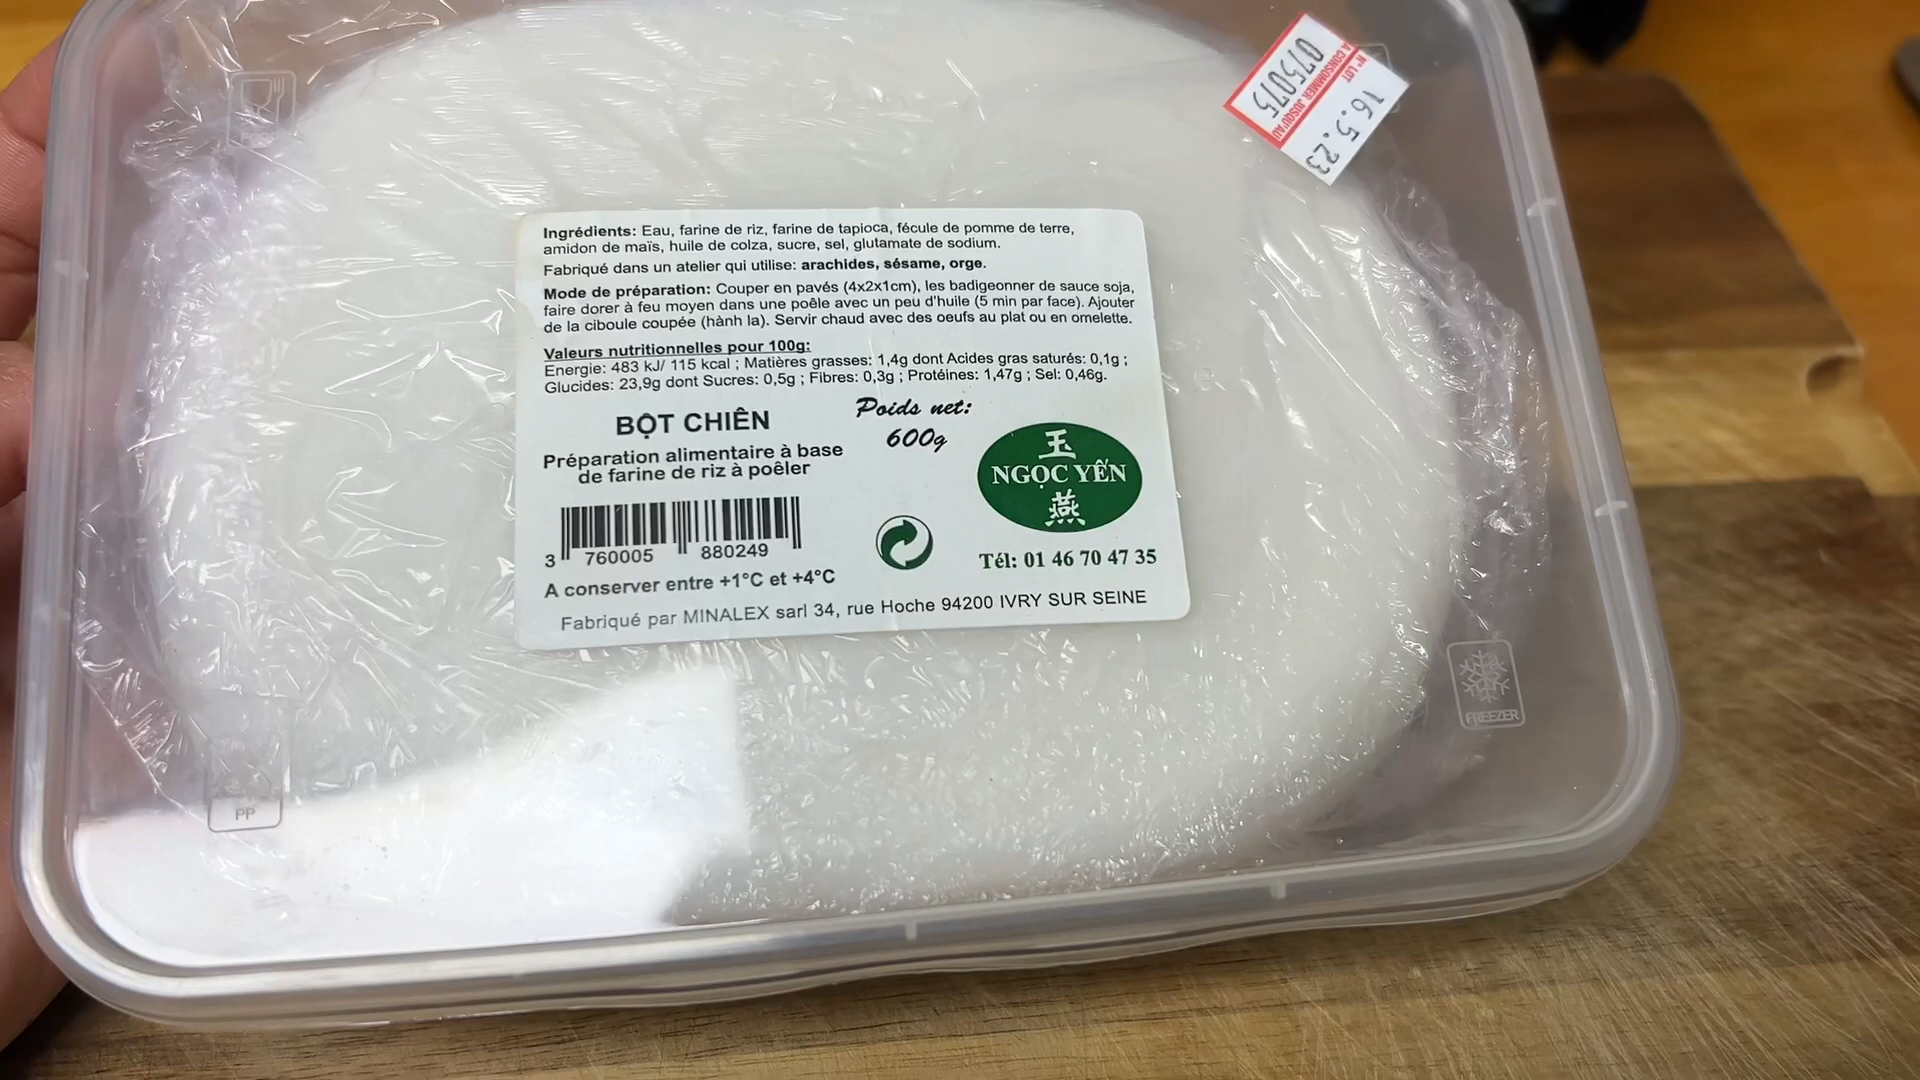 N° LOT 16.5.23
A CONSOMMER JUSQU'AU
075075
Ingrédients: Eau, farine de riz, farine de tapioca, fécule de pomme de terre,
amidon de maïs, huile de colza, sucre, sel, glutamate de sodium.
Fabriqué dans un atelier qui utilise: arachides, sésame, orge.
Mode de préparation: Couper en pavés (4x2x1cm), les badigeonner de sauce soja,
faire dorer à feu moyen dans une poêle avec un peu d'huile (5 min par face). Ajouter
de la ciboule coupée (hành la). Servir chaud avec des oeufs au plat ou en omelette.
Valeurs nutritionnelles pour 100g:
Energie: 483 kJ/ 115 kcal ; Matières grasses: 1,4g dont Acides gras saturés: 0,1g ;
Glucides: 23,9g dont Sucres: 0,5g ; Fibres: 0,3g ; Protéines: 1,47g ; Sel: 0,46g.
BỘT CHIÊN
Préparation alimentaire à base
de farine de riz à poêler
Poids net:
600g
玉
NGỌC YẾN
燕
3 760005 880249
Tél: 01 46 70 47 35
A conserver entre +1°C et +4°C
Fabriqué par MINALEX sarl 34, rue Hoche 94200 IVRY SUR SEINE
FREEZER
PP